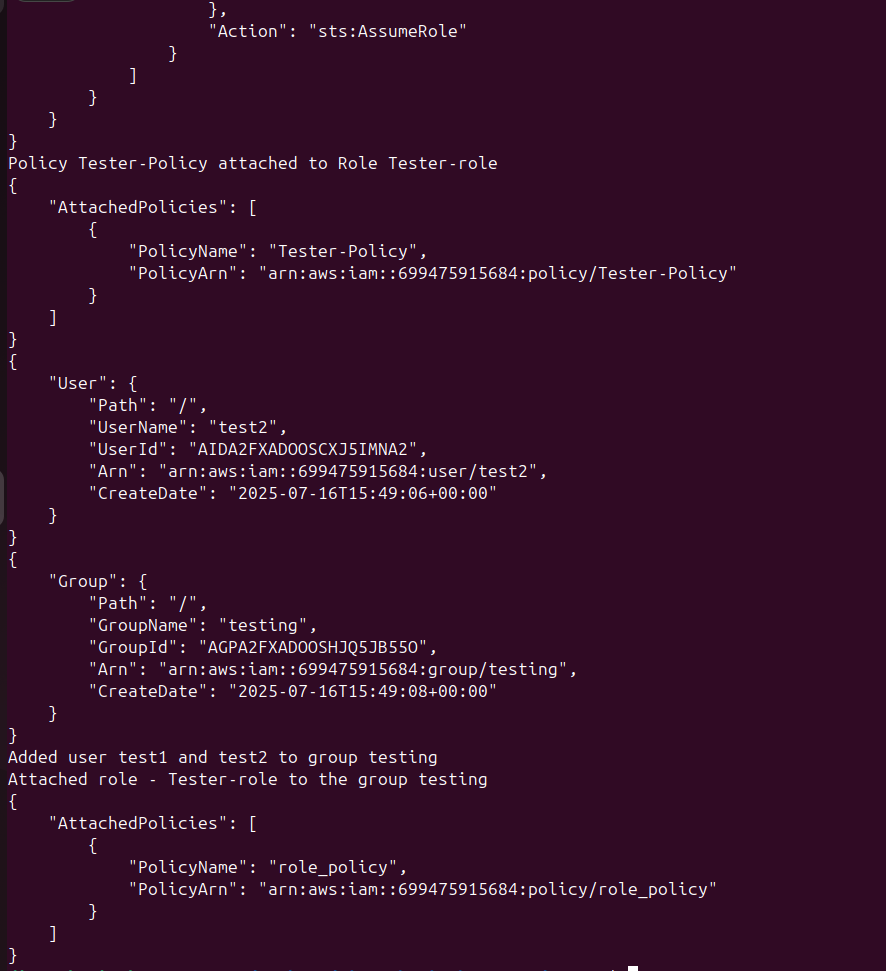 },
                    "Action": "sts:AssumeRole"
                }
            ]
        }
    }
}
Policy Tester-Policy attached to Role Tester-role
{
    "AttachedPolicies": [
        {
            "PolicyName": "Tester-Policy",
            "PolicyArn": "arn:aws:iam::699475915684:policy/Tester-Policy"
        }
    ]
}
{
    "User": {
        "Path": "/",
        "UserName": "test2",
        "UserId": "AIDA2FXADOOSCXJ5IMNA2",
        "Arn": "arn:aws:iam::699475915684:user/test2",
        "CreateDate": "2025-07-16T15:49:06+00:00"
    }
}
{
    "Group": {
        "Path": "/",
        "GroupName": "testing",
        "GroupId": "AGPA2FXADOOSHJQ5JB55O",
        "Arn": "arn:aws:iam::699475915684:group/testing",
        "CreateDate": "2025-07-16T15:49:08+00:00"
    }
}
Added user test1 and test2 to group testing
Attached role - Tester-role to the group testing
{
    "AttachedPolicies": [
        {
            "PolicyName": "role_policy",
            "PolicyArn": "arn:aws:iam::699475915684:policy/role_policy"
        }
    ]
}